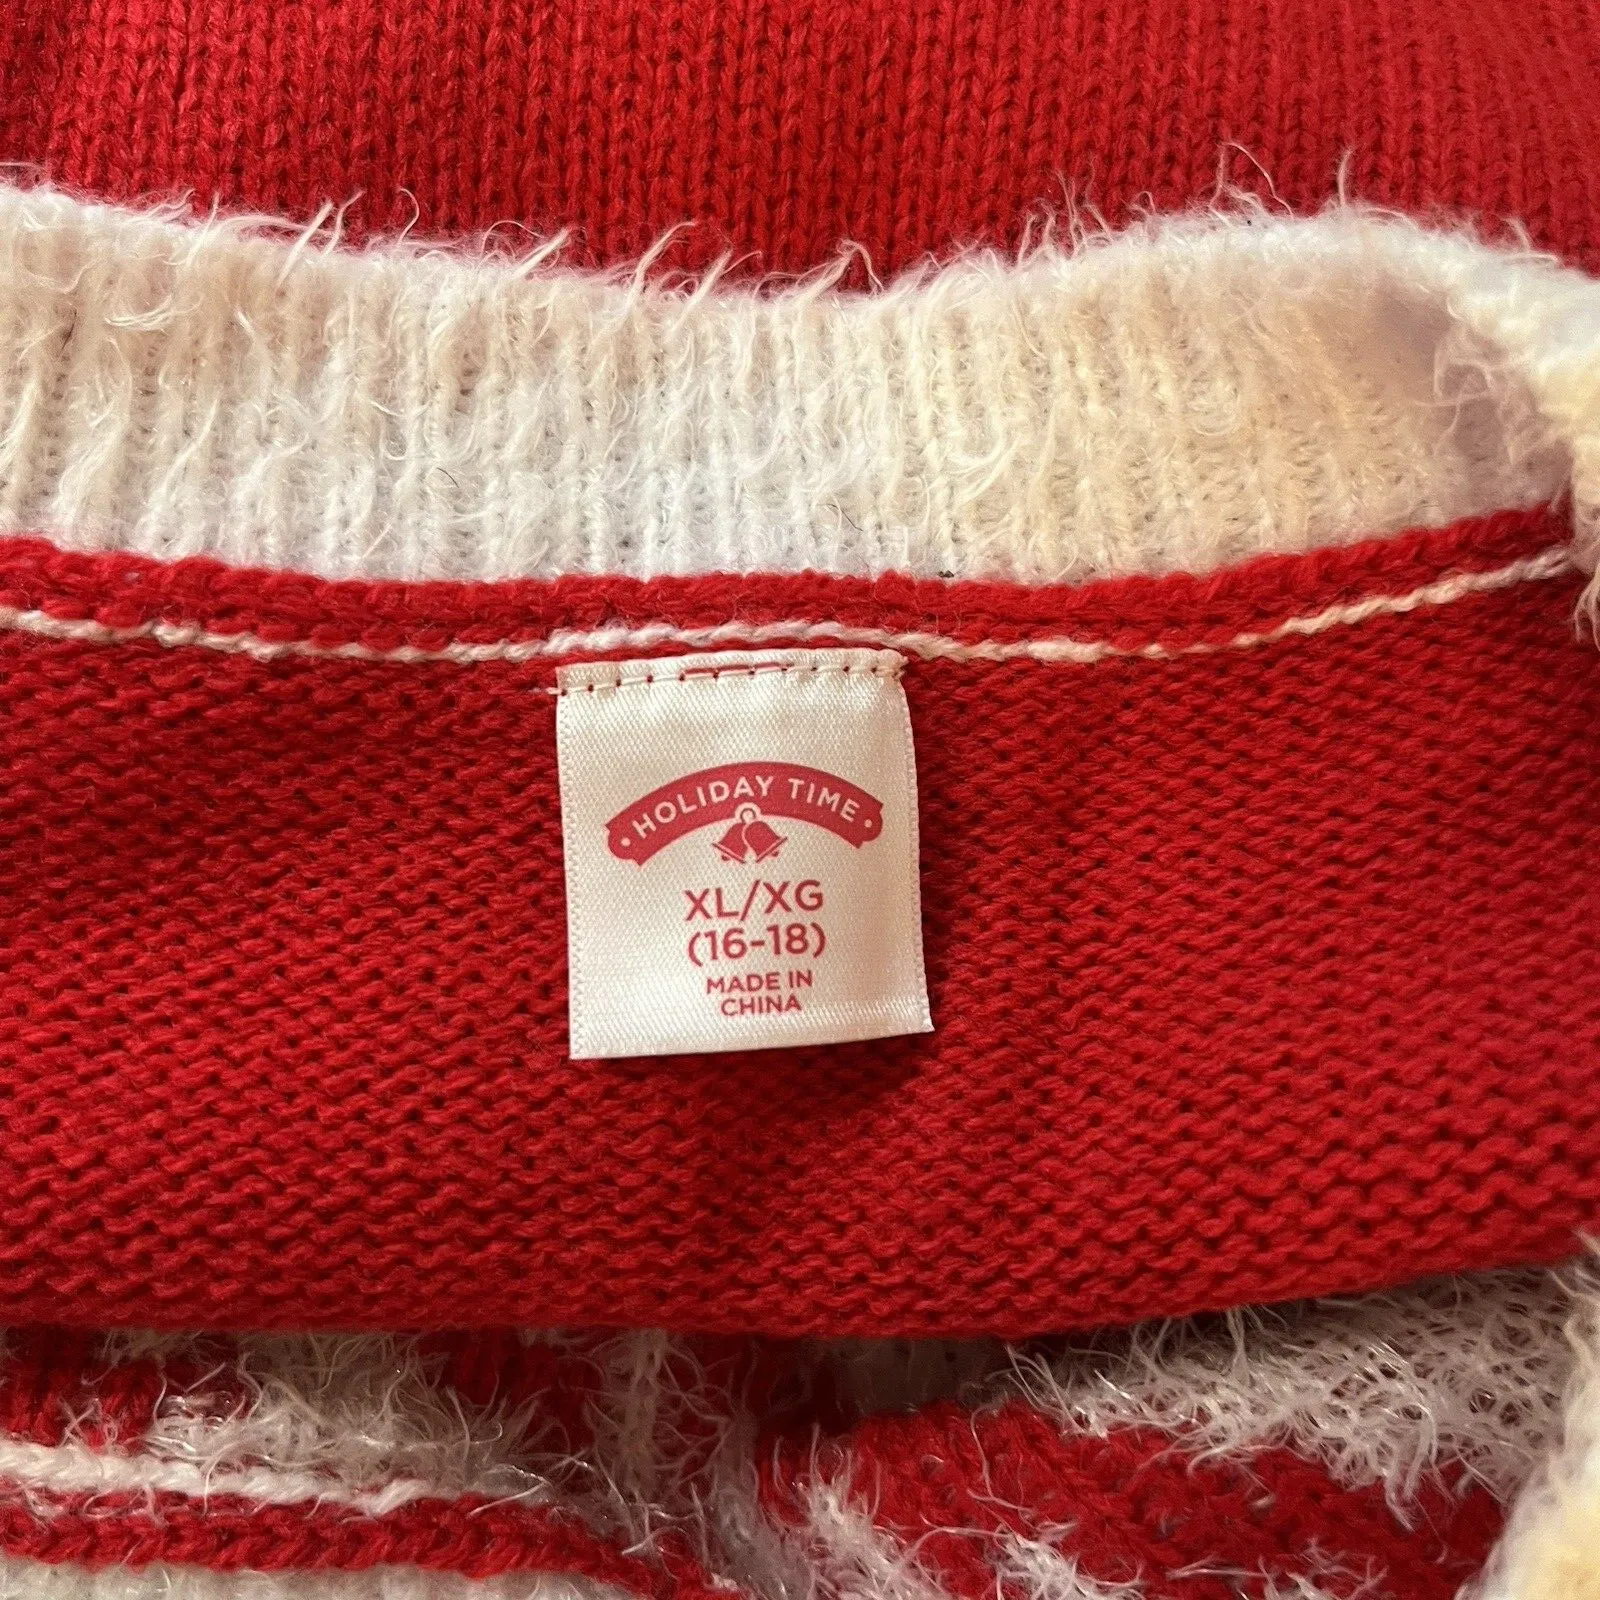 HOLIDAY TIME
XL/XG
(16-18)
MADE IN
CHINA